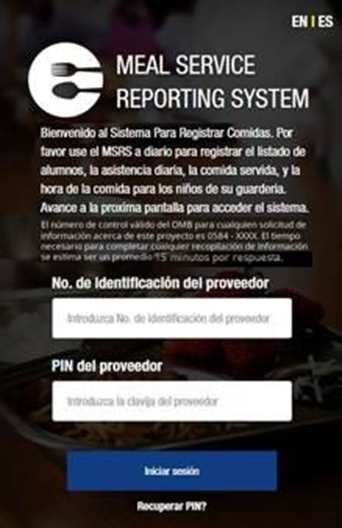 EN | ES
MEAL SERVICE
REPORTING SYSTEM
Bienvenido al Sistema Para Registrar Comidas. Por
favor use el MSRS a diario para registrar el listado de
alumnos, la asistencia diaria, la comida servida, y la
hora de la comida para los niños de su guardería.
Avance a la proxima pantalla para acceder el sistema.
El número de control válido del OMB para cualquien solicitud de
información acerca de este proyecto es 0584 - XXXX. El tiempo
necesario para completar cualquier recopilación de información
se estima ser un promedio 15 minutos por respuesta.
No. de identificación del proveedor
Introduzca No. de identificación del proveedor
PIN del proveedor
Introduzca la clavija del proveedor
Iniciar sesión
Recuperar PIN?